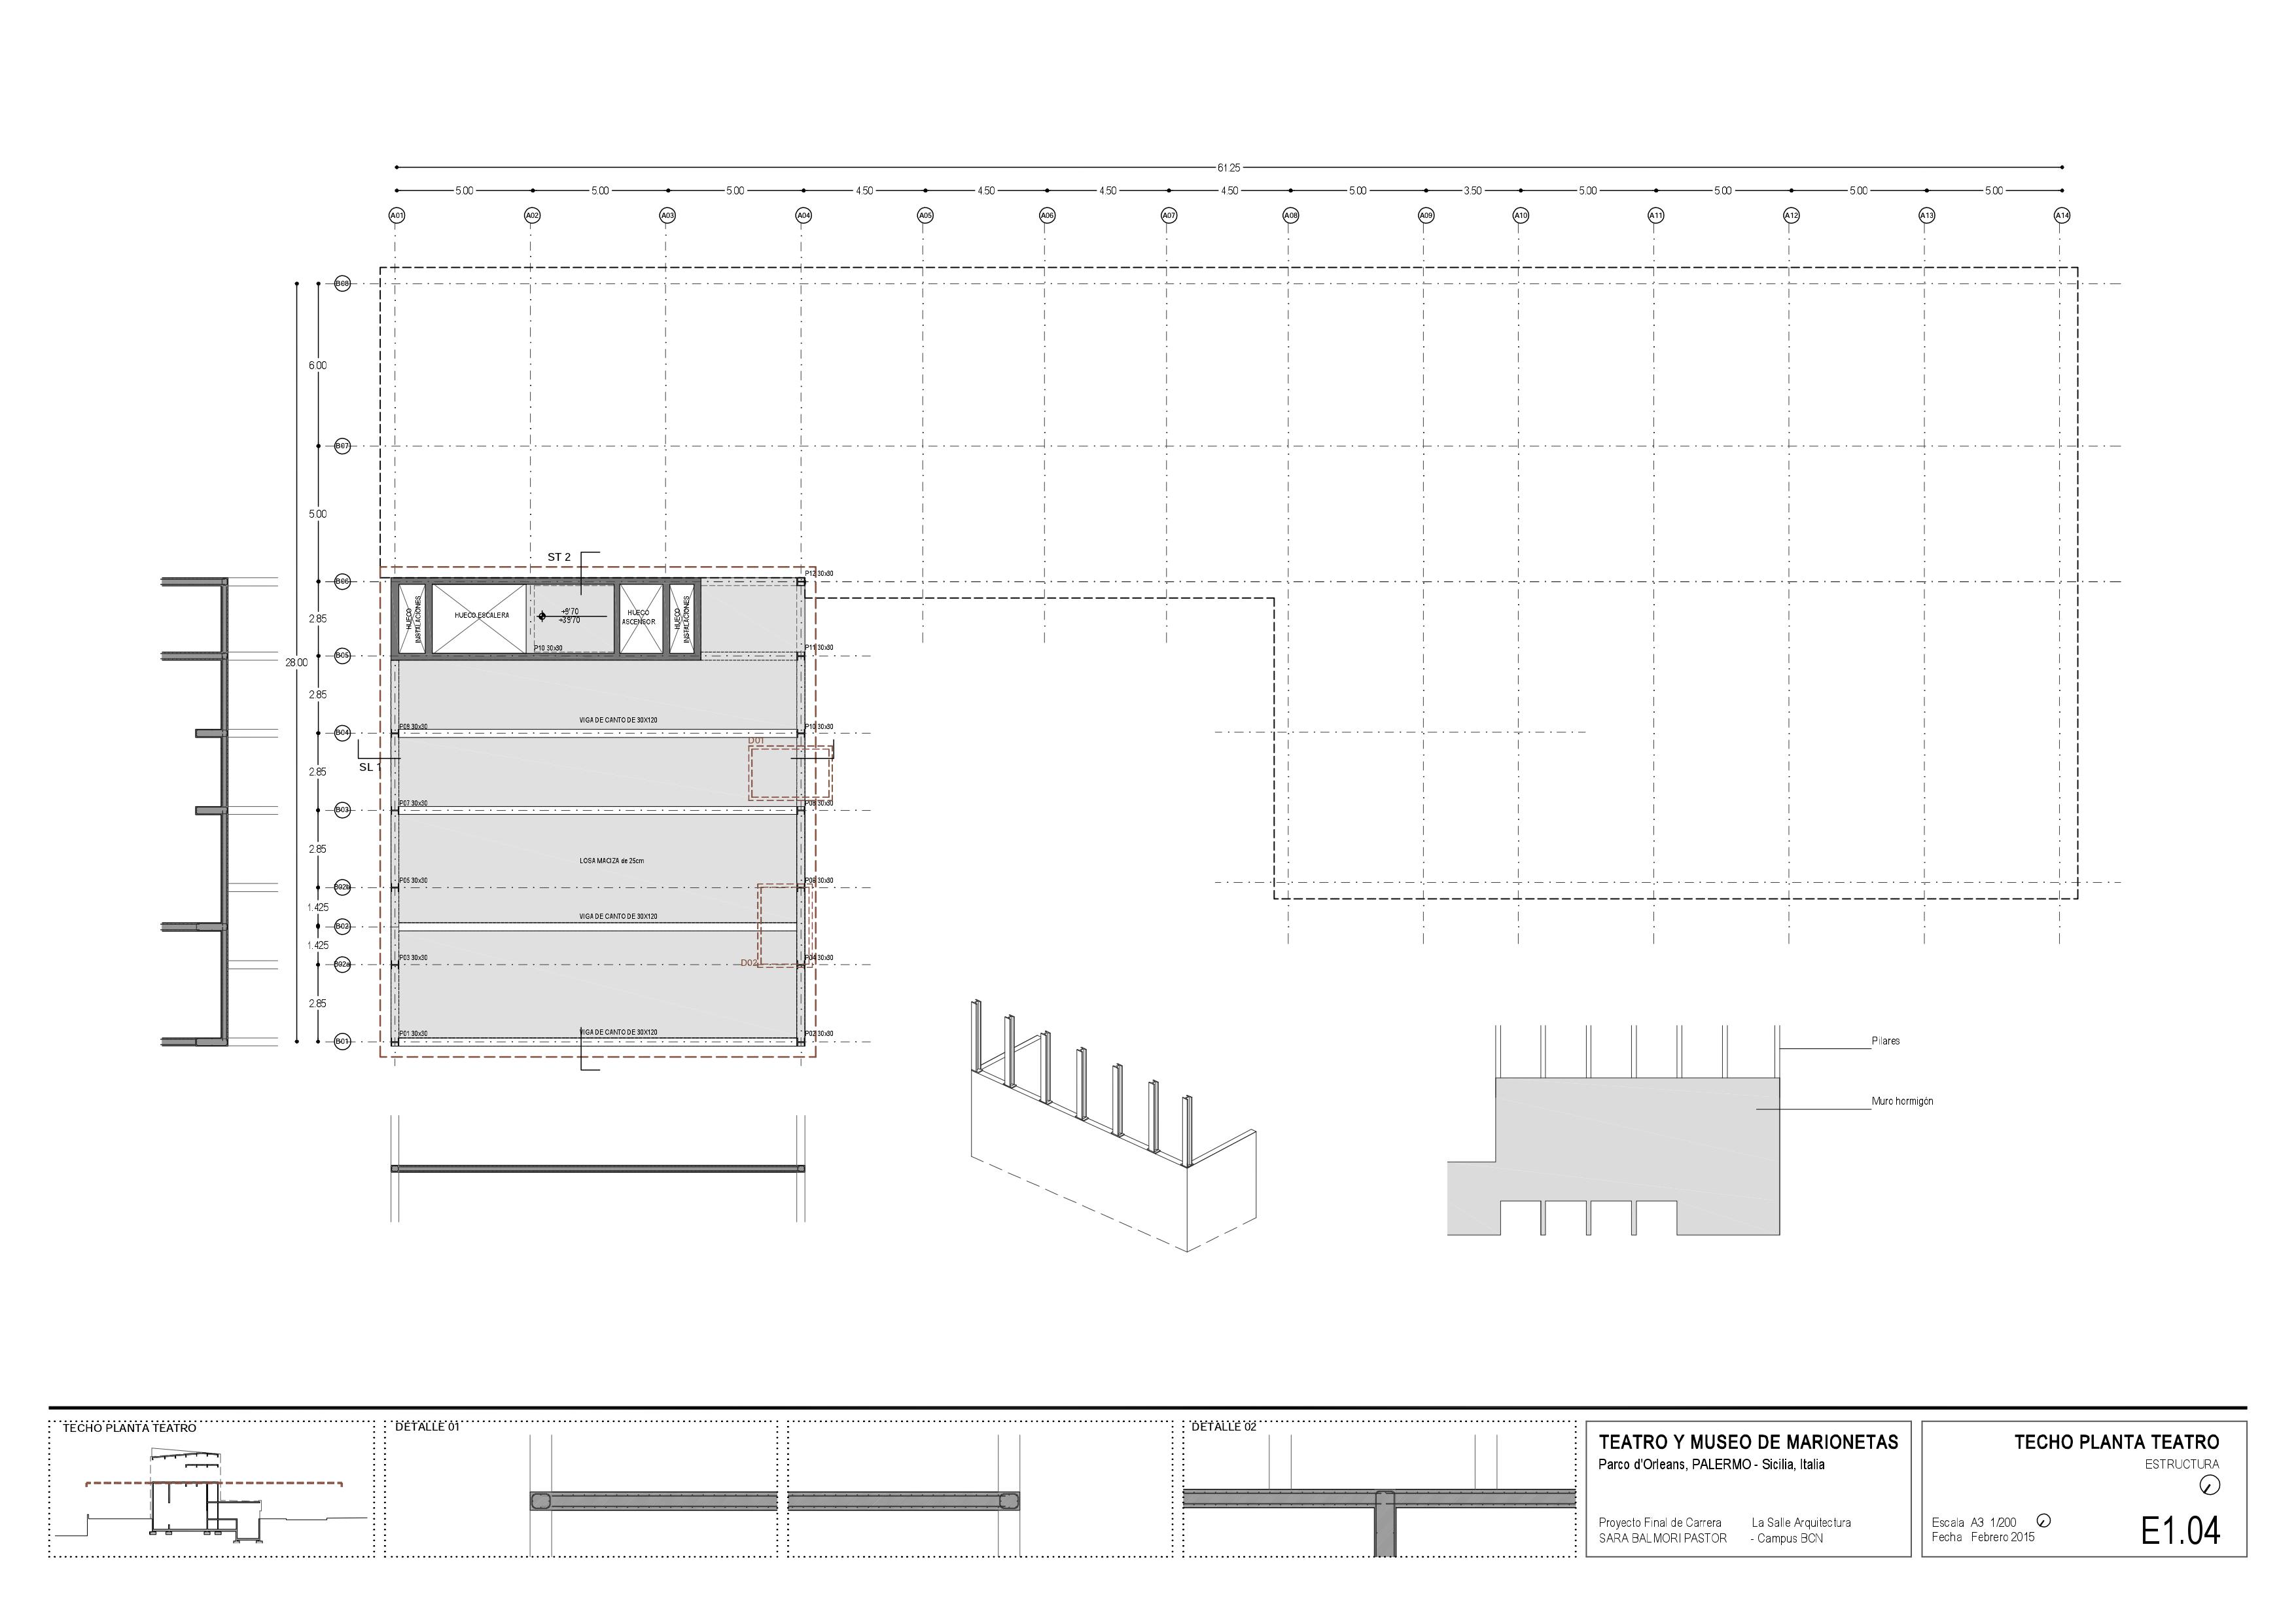 61.25
5.00 5.00 5.00 4.50 4.50 4.50 4.50 5.00 3.50 5.00 5.00 5.00 5.00
A01 A02 A03 A04 A05 A06 A07 A08 A09 A10 A11 A12 A13 A14
B08
6.00
B07
5.00
ST 2
B06
P12 30x30
HUECO INSTALACIONES
HUECO ESCALERA
+9'70
+39'70
HUECO ASCENSOR
HUECO INSTALACIONES
2.85
P10 30x30
P11 30x30
B05
28.00
2.85
VIGA DE CANTO DE 30X120
P09 30x30
P10 30x30
B04
D01
SL 1
2.85
P07 30x30
P08 30x30
B03
2.85
LOSA MACIZA de 25cm
P05 30x30
P06 30x30
B02b
1.425
VIGA DE CANTO DE 30X120
B02
1.425
P03 30x30
P04 30x30
D02
B02a
2.85
P01 30x30
VIGA DE CANTO DE 30X120
P02 30x30
B01
Pilares
Muro hormigón
TECHO PLANTA TEATRO
DETALLE 01
DETALLE 02
TEATRO Y MUSEO DE MARIONETAS
Parco d'Orleans, PALERMO - Sicilia, Italia
Proyecto Final de Carrera La Salle Arquitectura
SARA BALMORI PASTOR - Campus BCN
TECHO PLANTA TEATRO
ESTRUCTURA
Escala A3 1/200
Fecha Febrero 2015
E1.04